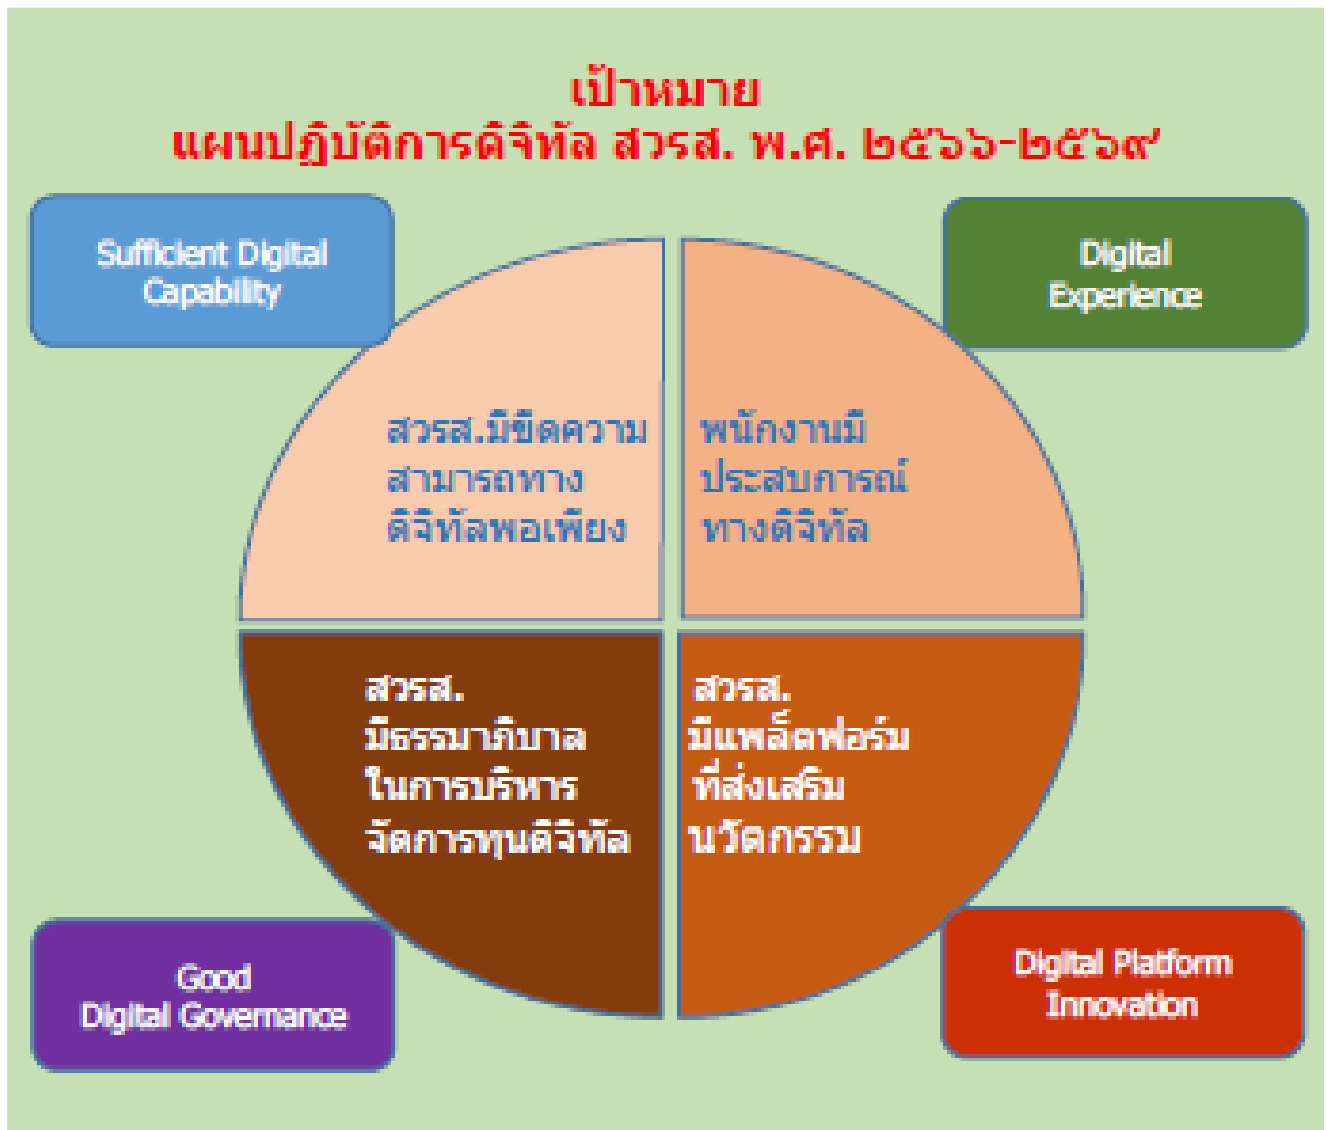 เป้าหมาย
แผนปฏิบัติการดิจิทัล สวรส. พ.ศ. ๒๕๖๖-๒๕๖๙
Sufficient Digital
Capability
Digital
Experience
สวรส.มีขีดความ
สามารถทาง
ดิจิทัลพอเพียง
พนักงานมี
ประสบการณ์
ทางดิจิทัล
สวรส.
มีธรรมาภิบาล
ในการบริหาร
จัดการทุนดิจิทัล
สวรส.
มีแพล็ตฟอร์ม
ที่ส่งเสริม
นวัตกรรม
Good
Digital Governance
Digital Platform
Innovation